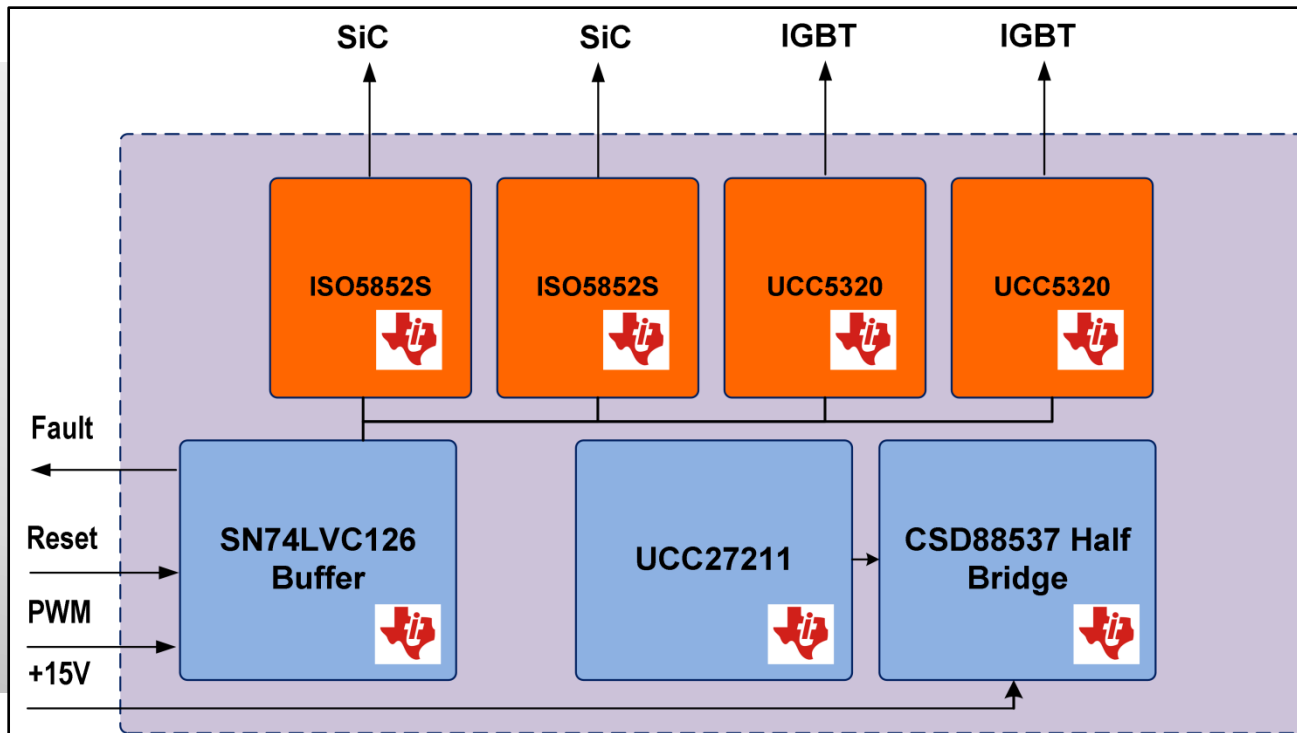 SiC
SiC
IGBT
IGBT
ISO5852S
ISO5852S
UCC5320
UCC5320
Fault
Reset
PWM
+15V
SN74LVC126
Buffer
UCC27211
CSD88537 Half
Bridge